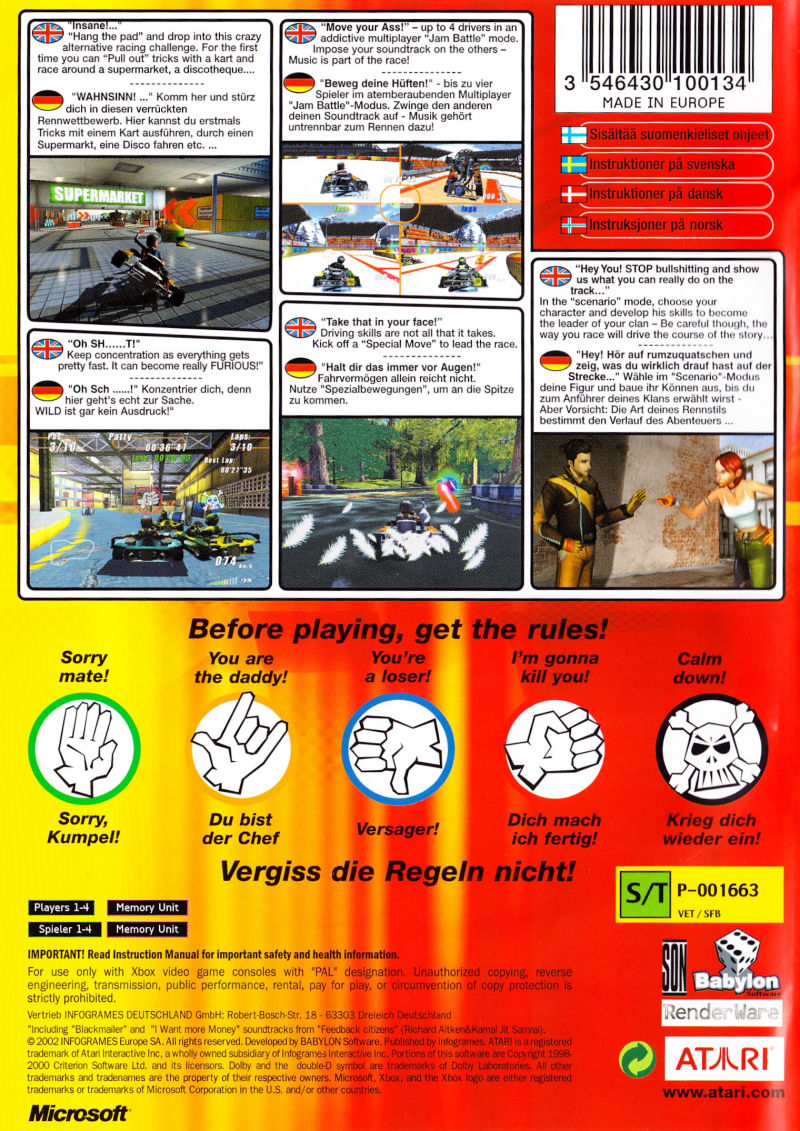 "Insane!..."
"Hang the pad" and drop into this crazy
alternative racing challenge. For the first
time you can "Pull out" tricks with a kart and
race around a supermarket, a discotheque....
"WAHNSINN! ..." Komm her und stürz
dich in diesen verrückten
Rennwettbewerb. Hier kannst du erstmals
Tricks mit einem Kart ausführen, durch einen
Supermarkt, eine Disco fahren etc. ...
SUPERMARKET
"Oh SH......T!"
Keep concentration as everything gets
pretty fast. It can become really FURIOUS!"
"Oh Sch ......!" Konzentrier dich, denn
hier geht's echt zur Sache.
WILD ist gar kein Ausdruck!"
Pos.
3/10
Patty
00'36"47
Laps:
3/10
Best Lap:
00'27"35
074 km/h
rpm
"Move your Ass!" – up to 4 drivers in an
addictive multiplayer "Jam Battle" mode.
Impose your soundtrack on the others –
Music is part of the race!
"Beweg deine Hüften!" - bis zu vier
Spieler im atemberaubenden Multiplayer
"Jam Battle"-Modus. Zwinge den anderen
deinen Soundtrack auf - Musik gehört
untrennbar zum Rennen dazu!
"Take that in your face!"
Driving skills are not all that it takes.
Kick off a "Special Move" to lead the race.
"Halt dir das immer vor Augen!"
Fahrvermögen allein reicht nicht.
Nutze "Spezialbewegungen", um an die Spitze
zu kommen.
3 546430 100134
MADE IN EUROPE
Sisältää suomenkieliset ohjeet
Instruktioner på svenska
Instruktioner på dansk
Instruksjoner på norsk
"Hey You! STOP bullshitting and show
us what you can really do on the
track..."
In the "scenario" mode, choose your
character and develop his skills to become
the leader of your clan – Be careful though, the
way you race will drive the course of the story...
"Hey! Hör auf rumzuquatschen und
zeig, was du wirklich drauf hast auf der
Strecke..." Wähle im "Scenario"-Modus
deine Figur und baue ihr Können aus, bis du
zum Anführer deines Klans erwählt wirst -
Aber Vorsicht: Die Art deines Rennstils
bestimmt den Verlauf des Abenteuers ...
Before playing, get the rules!
Sorry
mate!
You are
the daddy!
You're
a loser!
I'm gonna
kill you!
Calm
down!
Sorry,
Kumpel!
Du bist
der Chef
Versager!
Dich mach
ich fertig!
Krieg dich
wieder ein!
Vergiss die Regeln nicht!
Players 1-4
Memory Unit
Spieler 1-4
Memory Unit
S/T
P-001663
VET / SFB
IMPORTANT! Read Instruction Manual for important safety and health information.
For use only with Xbox video game consoles with "PAL" designation. Unauthorized copying, reverse
engineering, transmission, public performance, rental, pay for play, or circumvention of copy protection is
strictly prohibited.
Vertrieb INFOGRAMES DEUTSCHLAND GmbH: Robert-Bosch-Str. 18 - 63303 Dreieich Deutschland
"Including "Blackmailer" and "I Want more Money" soundtracks from "Feedback citizens" (Richard Aitken&Kamal Jit Samral).
© 2002 INFOGRAMES Europe SA. All rights reserved. Developed by BABYLON Software. Published by infogrames. ATARI is a registered
trademark of Atari Interactive Inc, a wholly owned subsidiary of Infogrames Interactive Inc. Portions of this software are Copyright 1998-
2000 Criterion Software Ltd. and its licensors. Dolby and the double-D symbol are trademarks of Dolby Laboratories. All other
trademarks and tradenames are the property of their respective owners. Microsoft, Xbox, and the Xbox logo are either registered
trademarks or trademarks of Microsoft Corporation in the U.S. and/or other countries.
SON
Babylon
Software
RenderWare
ATARI
www.atari.com
Microsoft